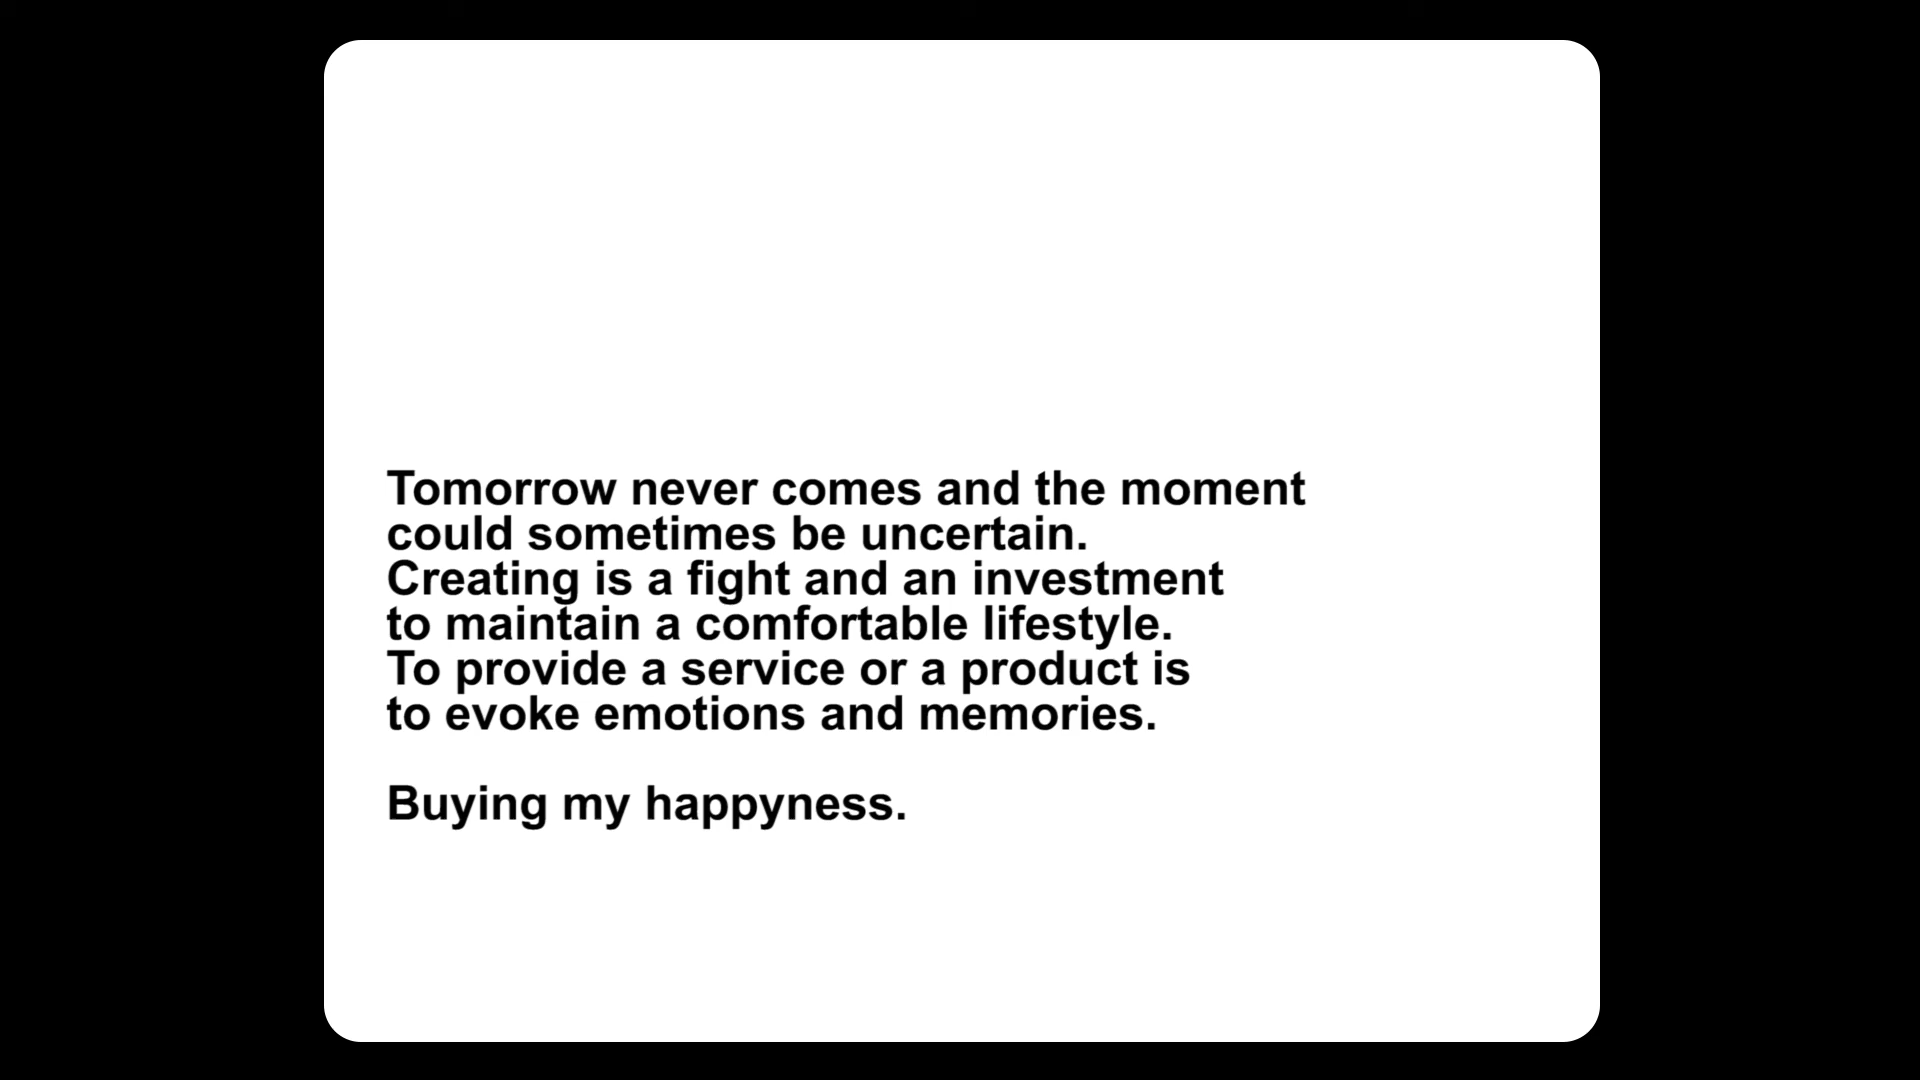 Tomorrow never comes and the moment
could sometimes be uncertain.
Creating is a fight and an investment
to maintain a comfortable lifestyle.
To provide a service or a product is
to evoke emotions and memories.
Buying my happyness.